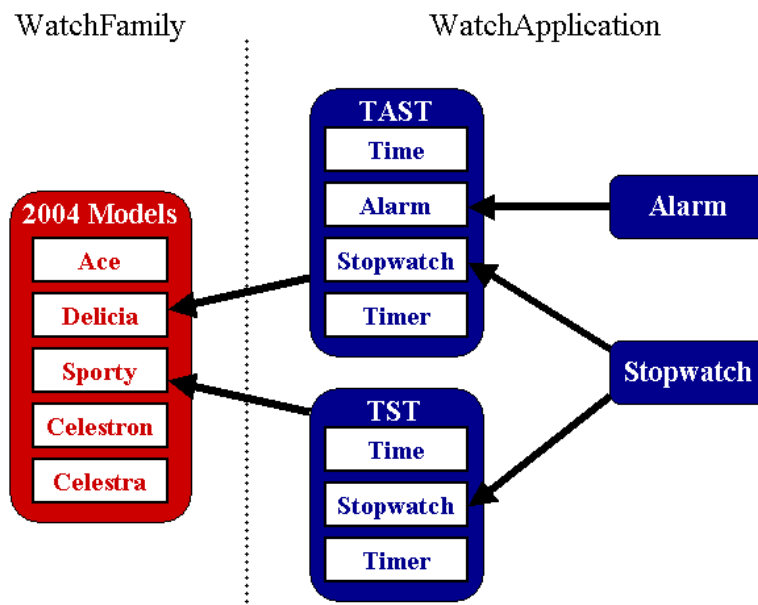 WatchFamily
WatchApplication
2004 Models
Ace
Delicia
Sporty
Celestron
Celestra
TAST
Time
Alarm
Stopwatch
Timer
TST
Time
Stopwatch
Timer
Alarm
Stopwatch